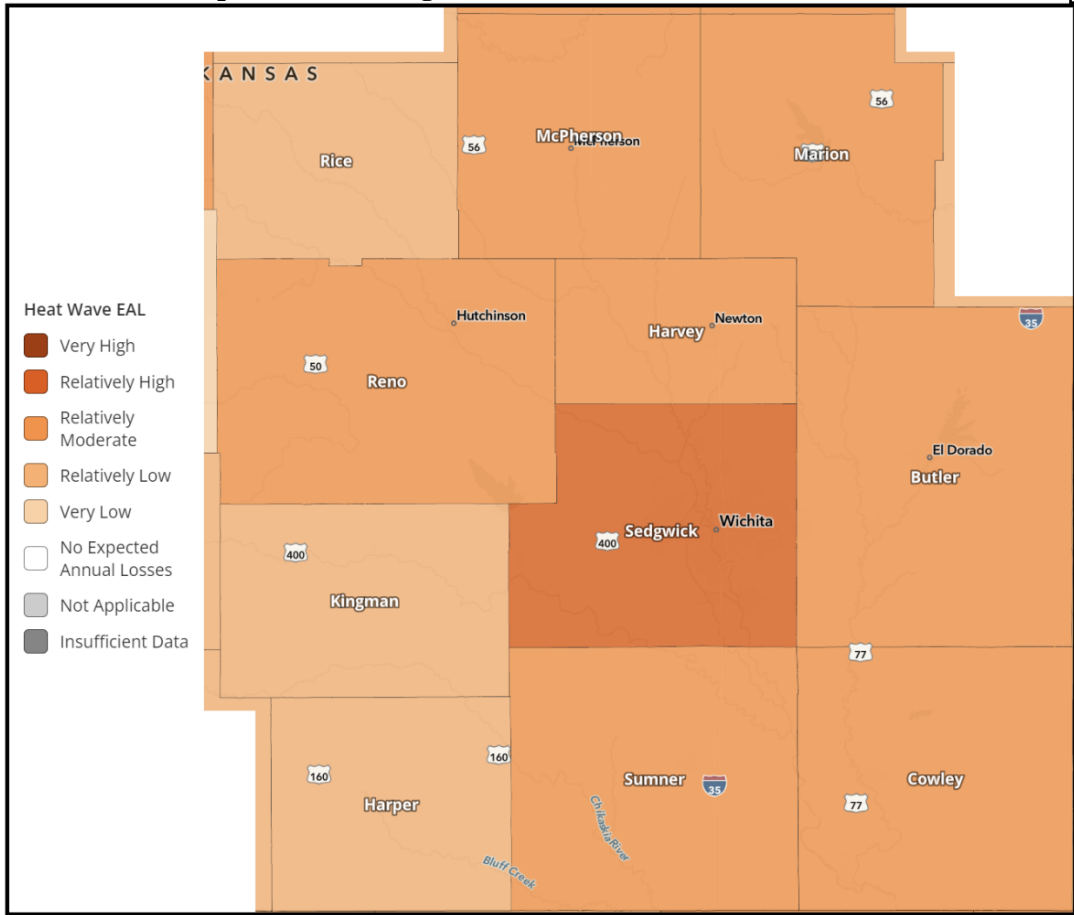 KANSAS
56
McPherson
McPherson
56
Marion
Rice
Heat Wave EAL
Very High
Relatively High
Relatively
Moderate
Relatively Low
Very Low
No Expected
Annual Losses
Not Applicable
Insufficient Data
Hutchinson
50
Reno
Newton
Harvey
35
El Dorado
Butler
Wichita
Sedgwick
400
400
Kingman
77
160
160
Harper
Sumner
35
Cowley
77
Chikaskia River
Bluff Creek